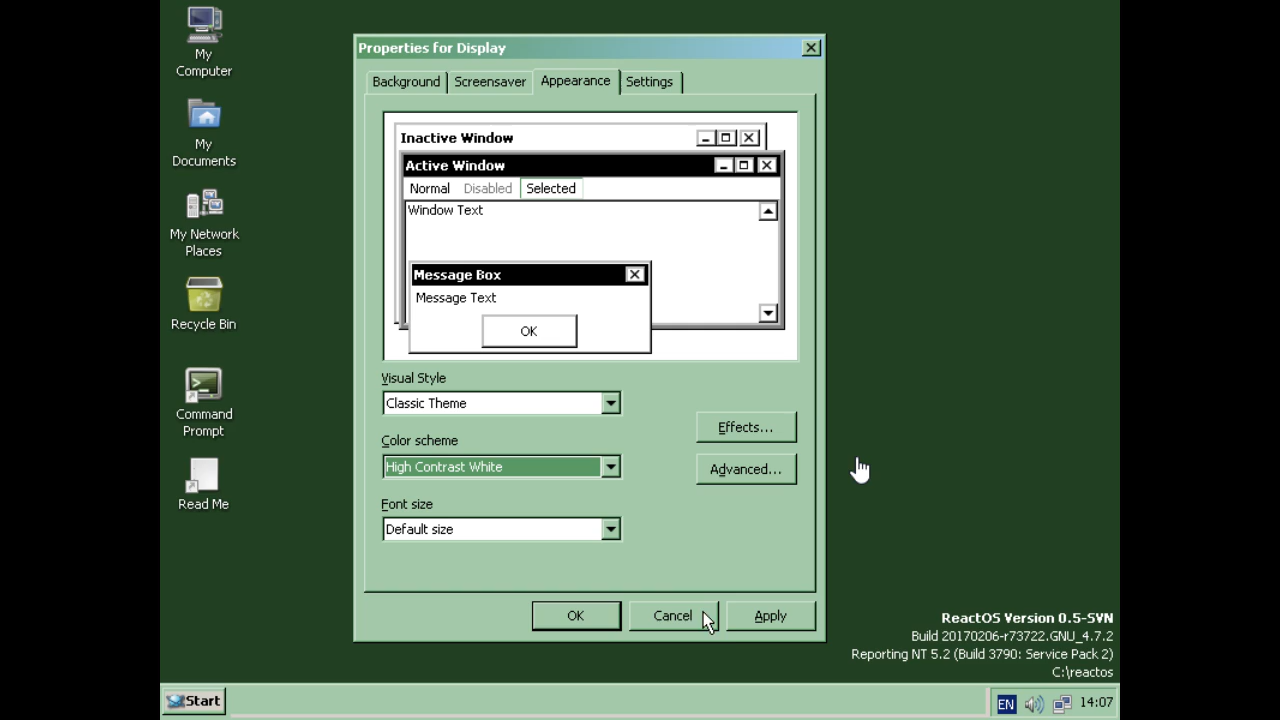 My
Computer
My
Documents
My Network
Places
Recycle Bin
Command
Prompt
Read Me
Properties for Display
Background
Screensaver
Appearance
Settings
Inactive Window
Active Window
Normal Disabled Selected
Window Text
Message Box
Message Text
OK
Visual Style
Classic Theme
Effects...
Color scheme
High Contrast White
Advanced...
Font size
Default size
OK
Cancel
Apply
ReactOS Version 0.5-SVN
Build 20170206-r73722.GNU_4.7.2
Reporting NT 5.2 (Build 3790: Service Pack 2)
C:\reactos
Start
EN
14:07